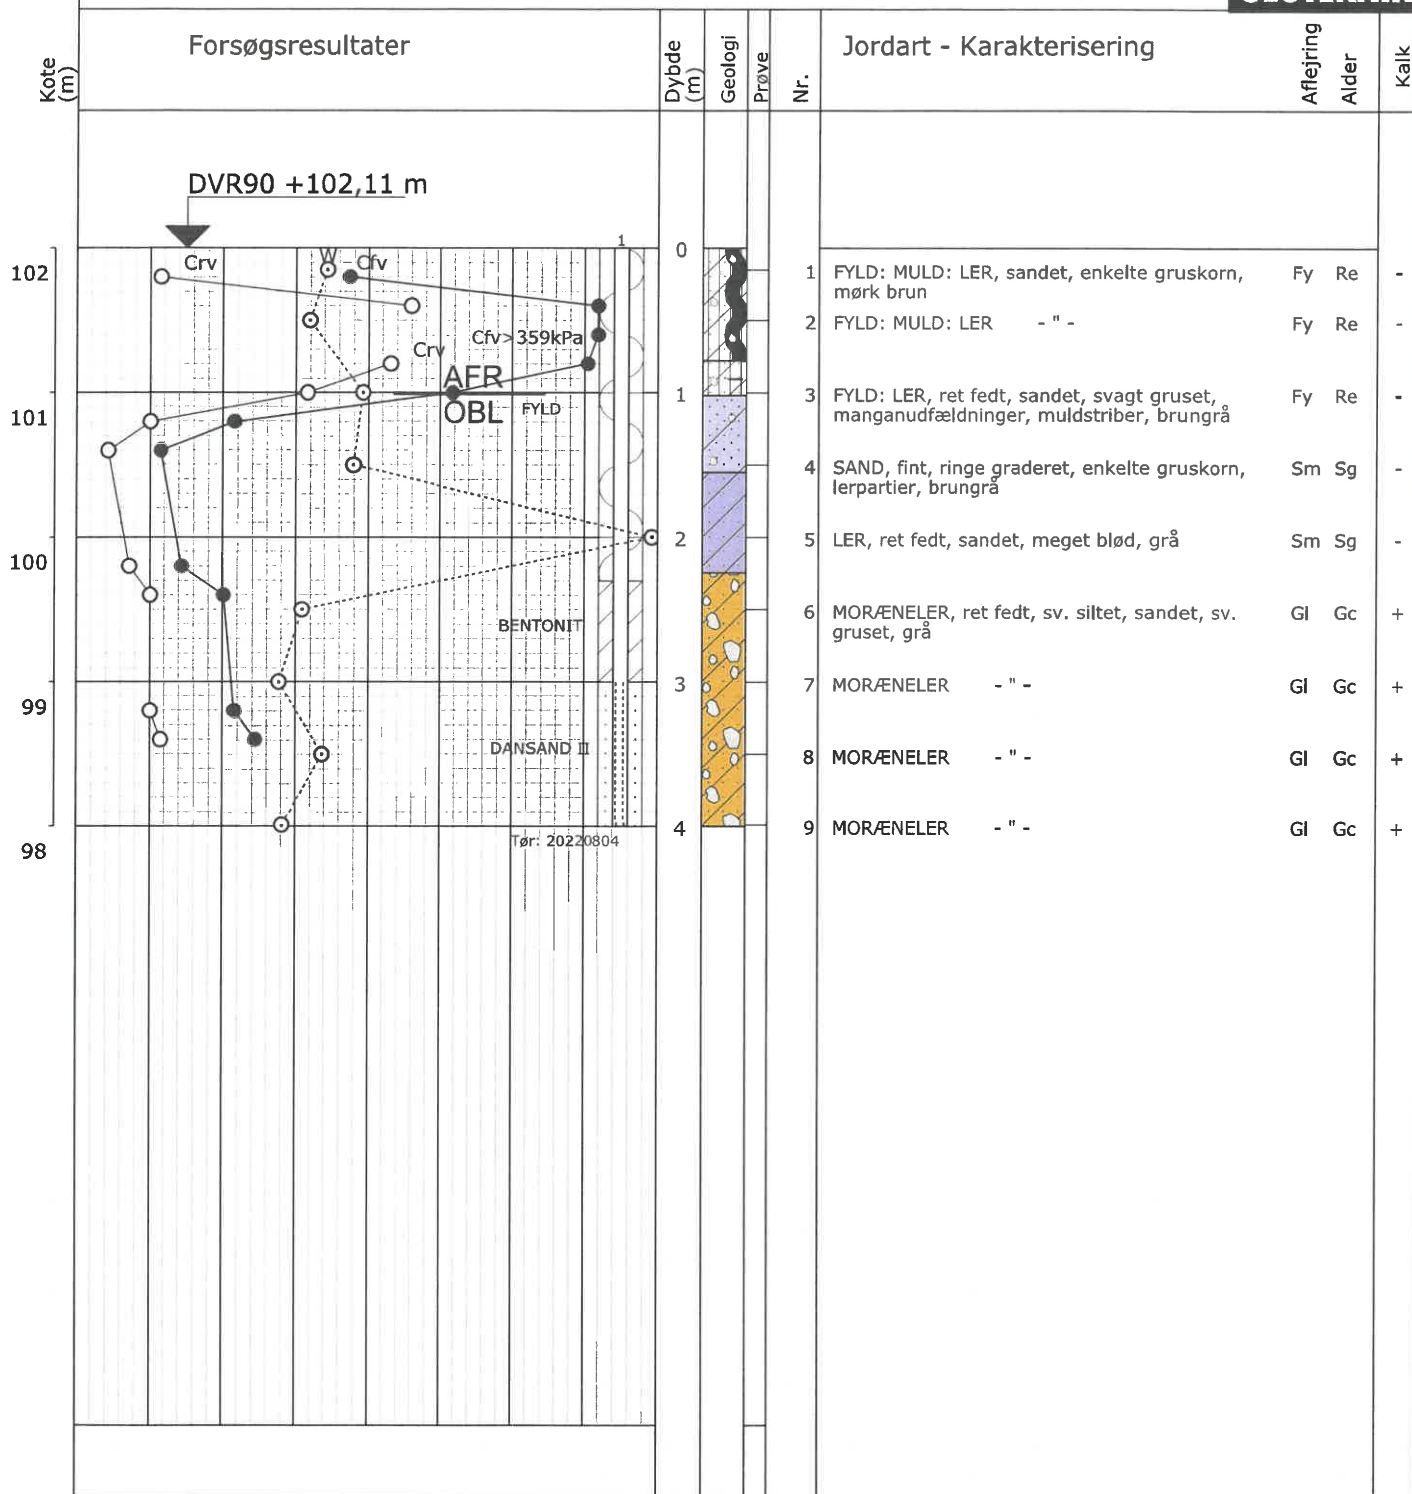 Kote (m)
Forsøgsresultater
Dybde (m)
Geologi
Prøve
Nr.
Jordart - Karakterisering
Aflejring
Alder
Kalk
DVR90 +102,11 m
1
0
Crv
W
Cfv
102
1 FYLD: MULD: LER, sandet, enkelte gruskorn, Fy Re -
mørk brun
2 FYLD: MULD: LER - " - Fy Re -
Cfv>359kPa
Crv
AFR
1
OBL
FYLD
101
3 FYLD: LER, ret fedt, sandet, svagt gruset, Fy Re -
manganudfældninger, muldstriber, brungrå
4 SAND, fint, ringe graderet, enkelte gruskorn, Sm Sg -
lerpartier, brungrå
2
100
5 LER, ret fedt, sandet, meget blød, grå Sm Sg -
BENTONIT
6 MORÆNELER, ret fedt, sv. siltet, sandet, sv. Gl Gc +
gruset, grå
3
99
7 MORÆNELER - " - Gl Gc +
DANSAND II
8 MORÆNELER - " - Gl Gc +
4
98
9 MORÆNELER - " - Gl Gc +
Tør: 20220804